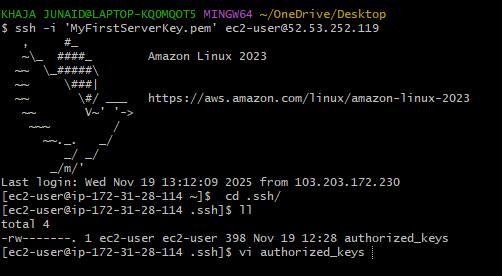 KHAJA JUNAID@LAPTOP-KQOMQOT5 MINGW64 ~/OneDrive/Desktop
$ ssh -i 'MyFirstServerKey.pem' ec2-user@52.53.252.119
   ,     #_
   ~\_  ####_        Amazon Linux 2023
  ~~  \_#####\
  ~~     \###|
  ~~       \#/ ___   https://aws.amazon.com/linux/amazon-linux-2023
   ~~       V~' '->
    ~~~         /
      ~~._.   _/
         _/ _/
       _/m/'
Last login: Wed Nov 19 13:12:09 2025 from 103.203.172.230
[ec2-user@ip-172-31-28-114 ~]$  cd .ssh/
[ec2-user@ip-172-31-28-114 .ssh]$ ll
total 4
-rw-------. 1 ec2-user ec2-user 398 Nov 19 12:28 authorized_keys
[ec2-user@ip-172-31-28-114 .ssh]$ vi authorized_keys